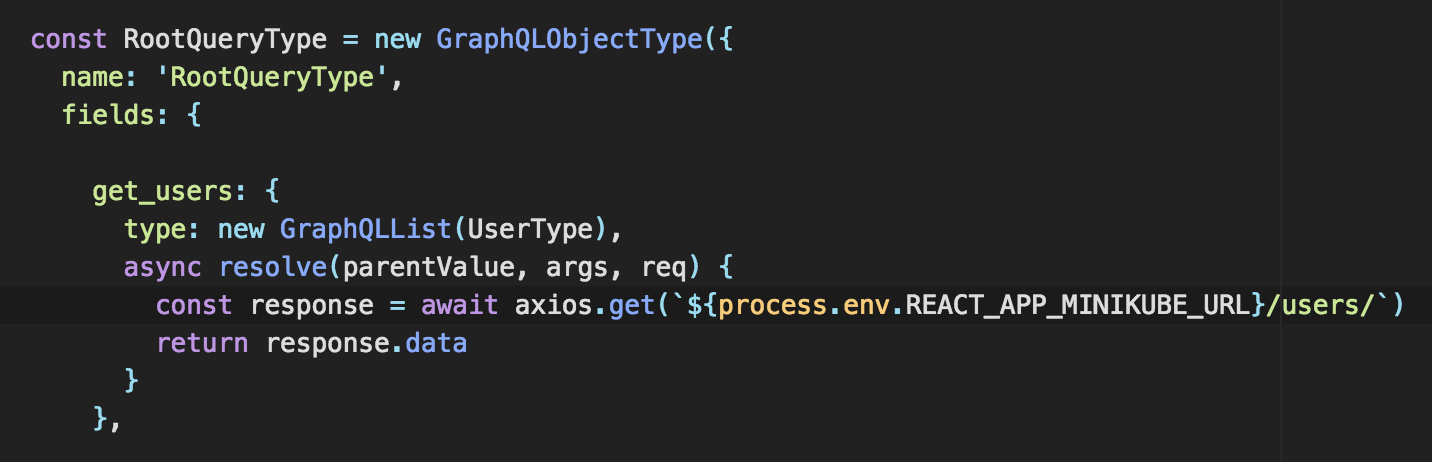 const RootQueryType = new GraphQLObjectType({
name: 'RootQueryType',
fields: {
get_users: {
type: new GraphQLList(UserType),
async resolve(parentValue, args, req) {
const response = await axios.get(`${process.env.REACT_APP_MINIKUBE_URL}/users/`)
return response.data
}
},